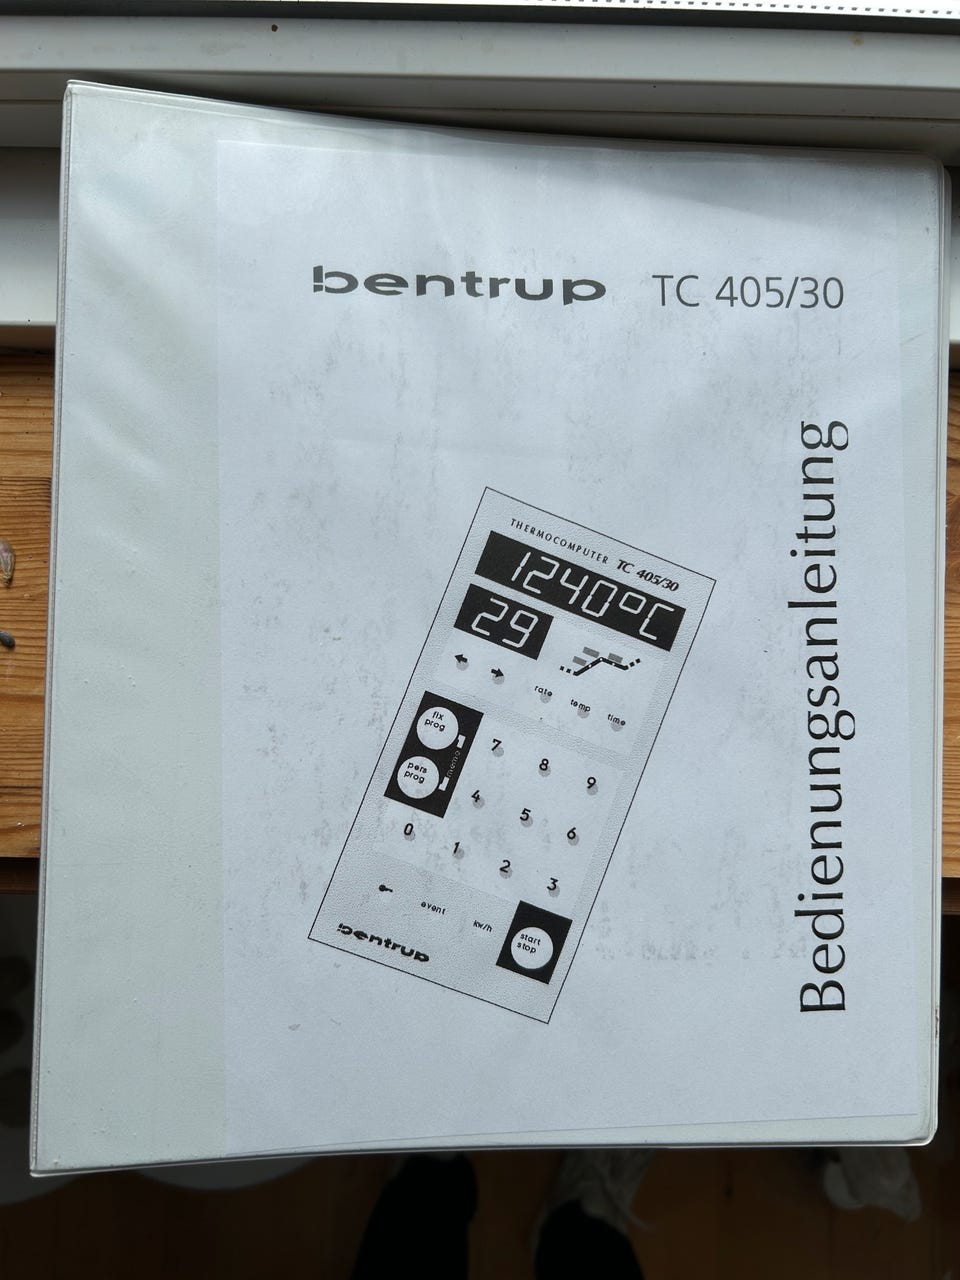 bentrup TC 405/30
Bedienungsanleitung
THERMOCOMPUTER TC 405/30
1240°C
29
rate temp time
fix prog
pers prog
memo
7 8 9
4 5 6
0 1 2 3
event kw/h
start stop
bentrup